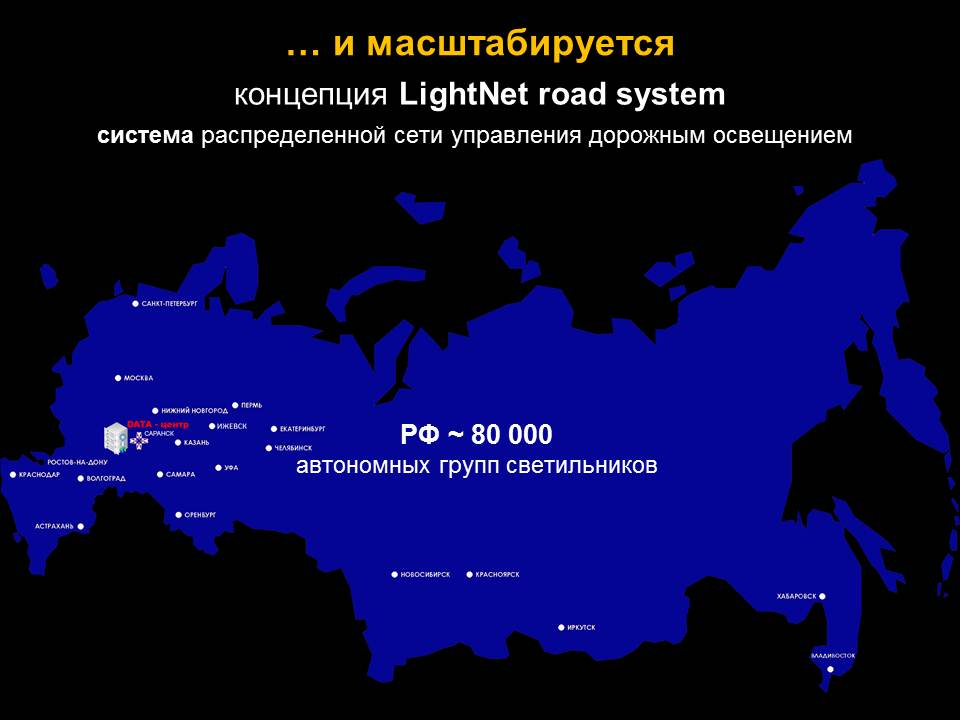 … и масштабируется
концепция LightNet road system
система распределенной сети управления дорожным освещением
САНКТ-ПЕТЕРБУРГ
МОСКВА
НИЖНИЙ НОВГОРОД
ПЕРМЬ
DATA - центр
САРАНСК
ИЖЕВСК
ЕКАТЕРИНБУРГ
КАЗАНЬ
ЧЕЛЯБИНСК
РФ ~ 80 000
автономных групп светильников
РОСТОВ-НА-ДОНУ
КРАСНОДАР
ВОЛГОГРАД
САМАРА
УФА
ОРЕНБУРГ
АСТРАХАНЬ
НОВОСИБИРСК
КРАСНОЯРСК
ХАБАРОВСК
ИРКУТСК
ВЛАДИВОСТОК